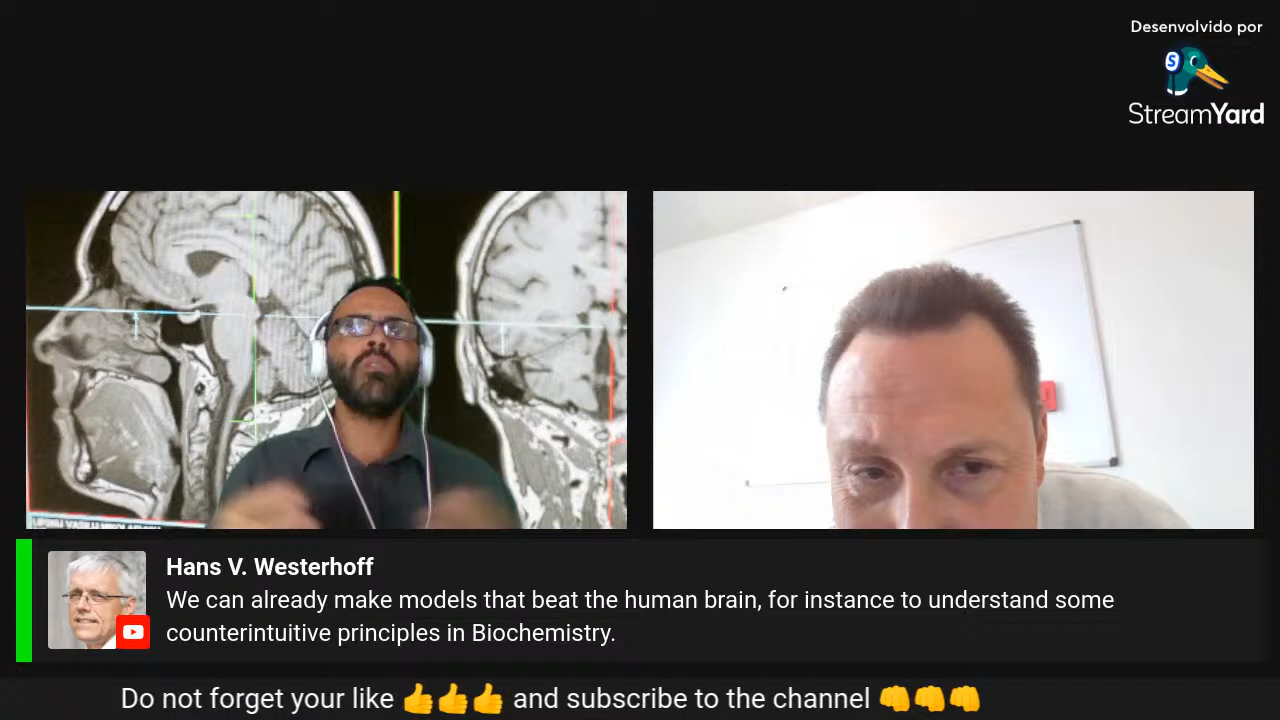 Desenvolvido por
S
StreamYard
Hans V. Westerhoff
We can already make models that beat the human brain, for instance to understand some
counterintuitive principles in Biochemistry.
Do not forget your like 👍👍👍 and subscribe to the channel 👊👊👊